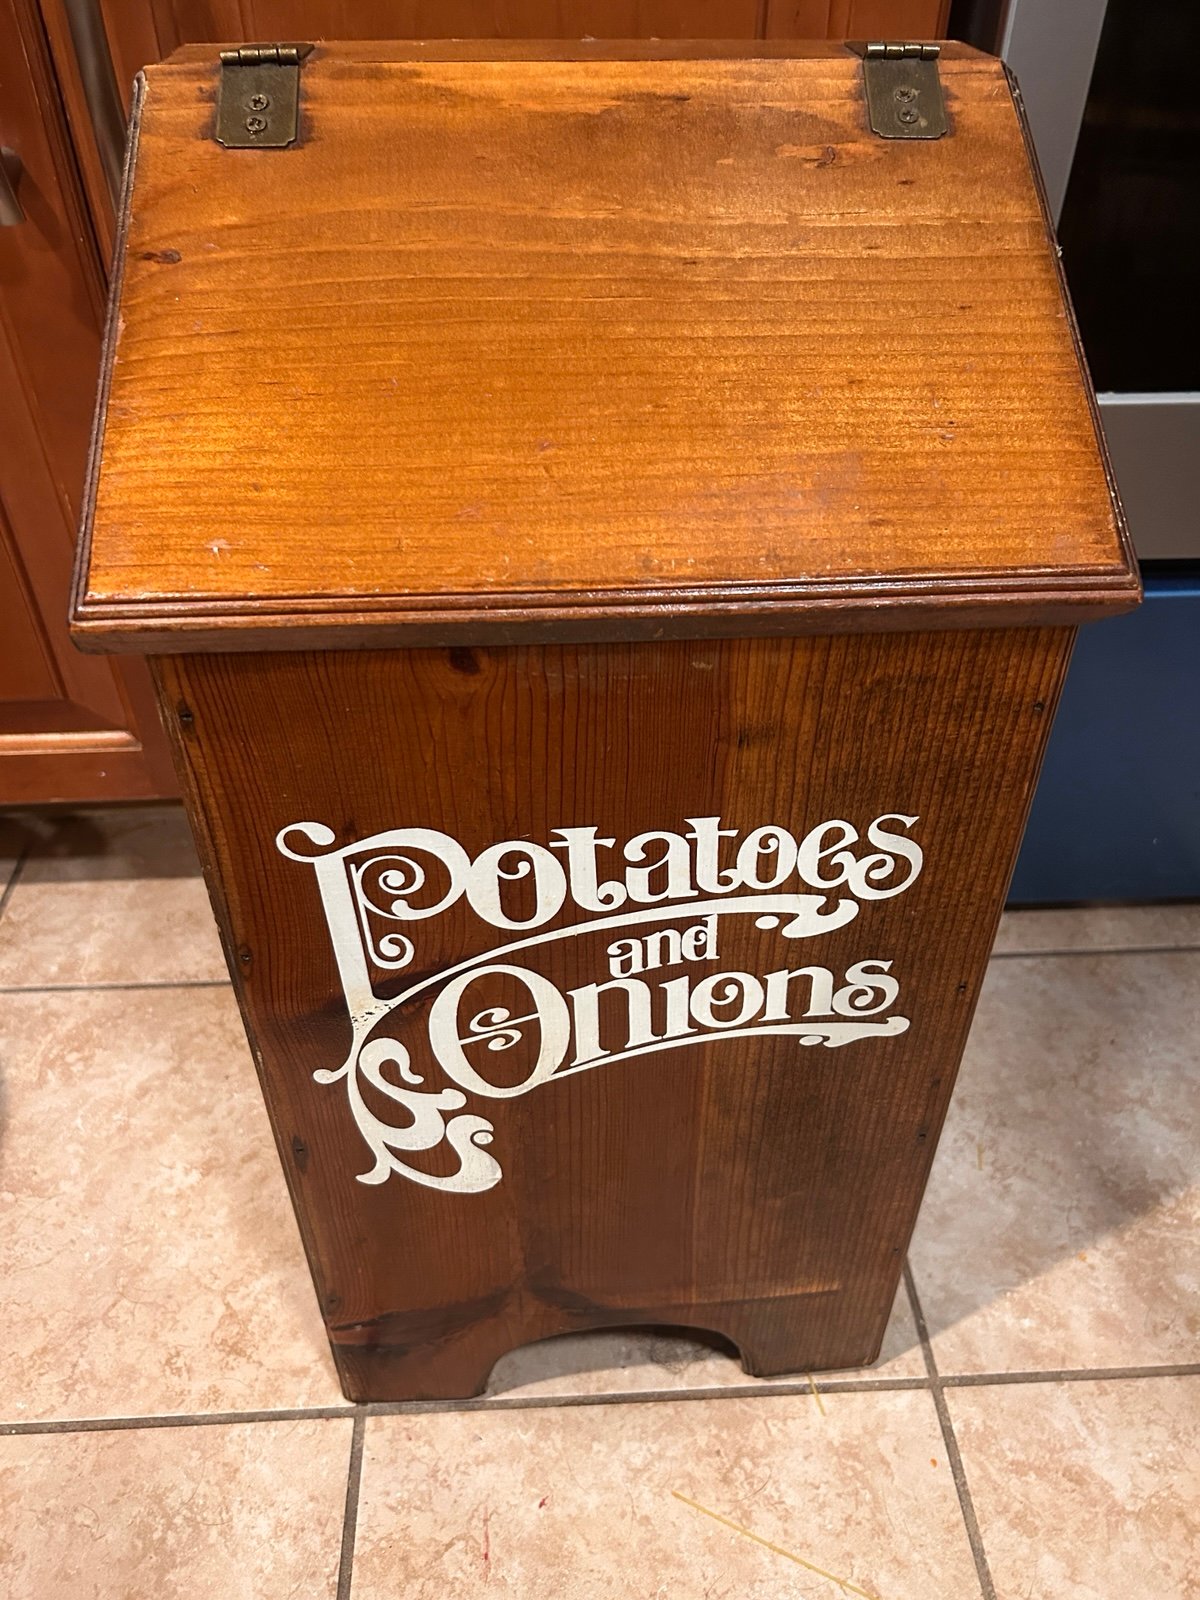 Potatoes
and
Onions